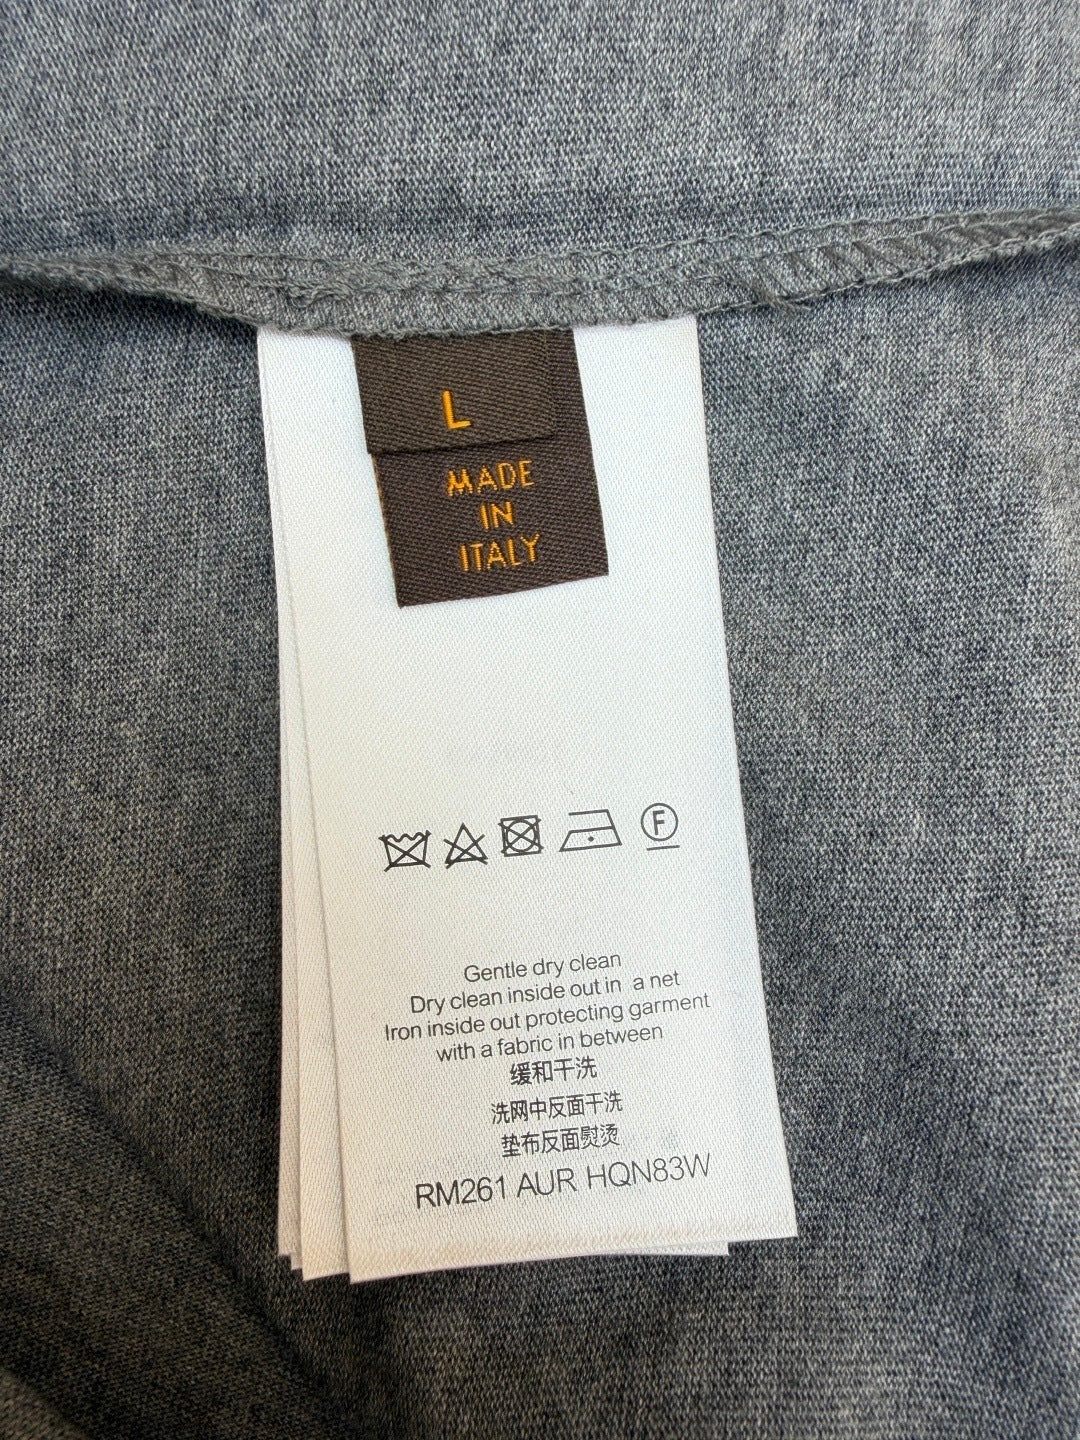 L
MADE
IN
ITALY
F
Gentle dry clean
Dry clean inside out in a net
Iron inside out protecting garment
with a fabric in between
缓和干洗
洗网中反面干洗
垫布反面熨烫
RM261 AUR HQN83W